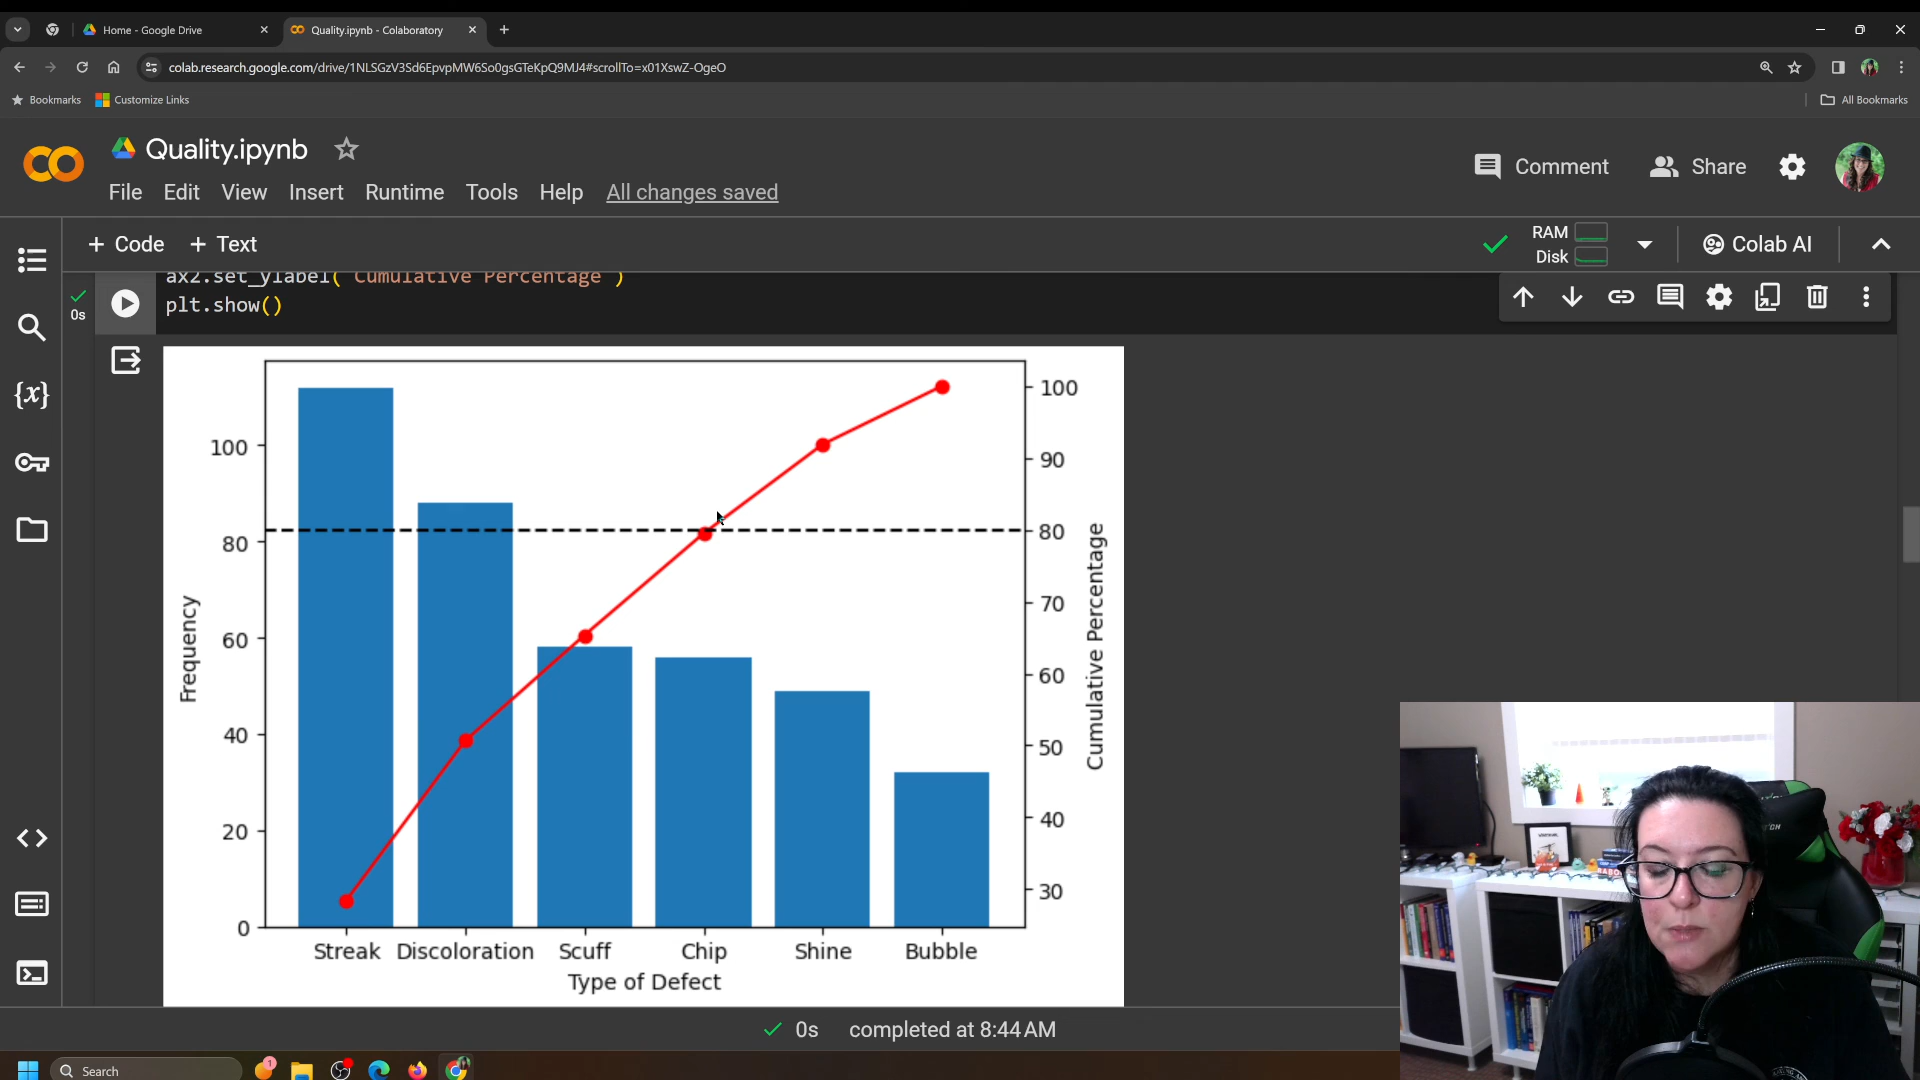 Home - Google Drive
Quality.ipynb - Colaboratory
colab.research.google.com/drive/1NLSGzV3Sd6EpvpMW6So0gsGTeKpQ9MJ4#scrollTo=x01XswZ-OgeO
Bookmarks
Customize Links
All Bookmarks
Quality.ipynb
Comment
Share
File Edit View Insert Runtime Tools Help All changes saved
+ Code + Text
RAM
Disk
Colab AI
ax2.set_ylabel('Cumulative Percentage')
0s
plt.show()
{x}
100
80
60
40
20
0
Frequency
100
90
80
70
60
50
40
30
Cumulative Percentage
Streak Discoloration Scuff Chip Shine Bubble
Type of Defect
0s completed at 8:44 AM
Search
1